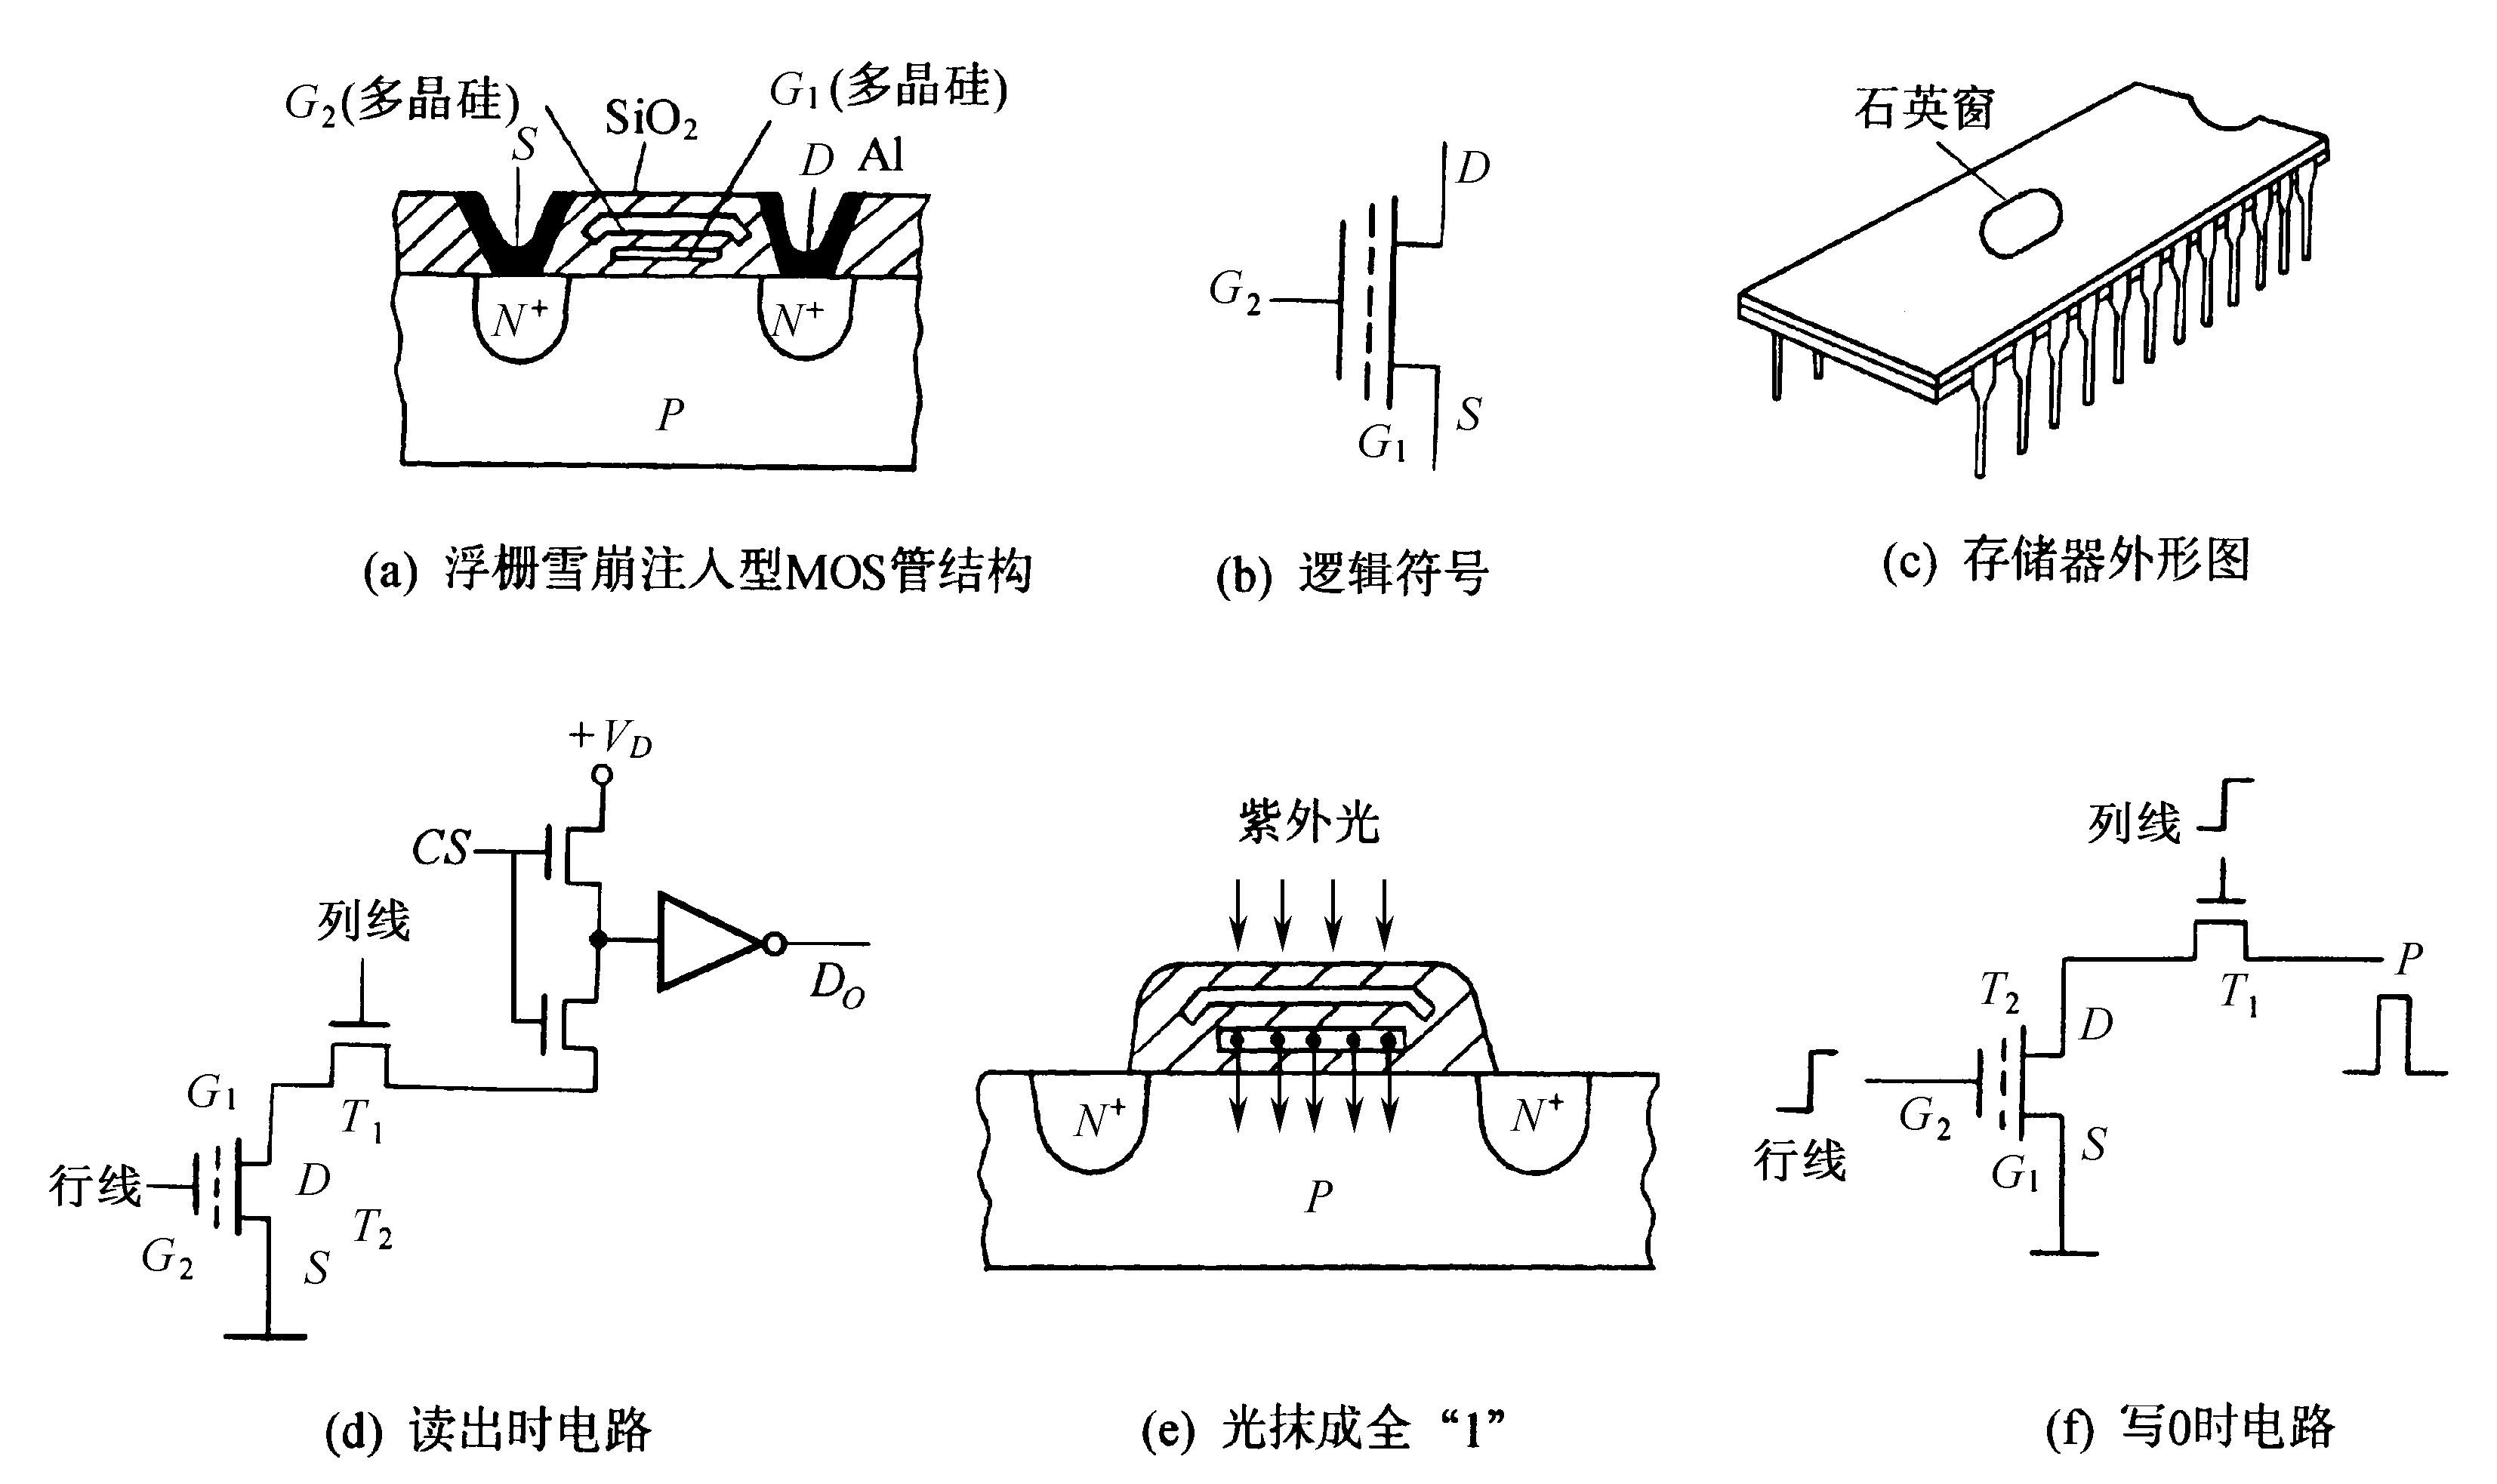 G2(多晶硅)
S
SiO2
G1(多晶硅)
D
Al
N+
N+
P
(a) 浮栅雪崩注人型MOS管结构
D
G2
G1
S
(b) 逻辑符号
石英窗
(c) 存储器外形图
+VD
CS
列线
DO
G1
T1
行线
D
G2
S
T2
(d) 读出时电路
紫外光
N+
N+
P
(e) 光抹成全“1”
列线
P
T2
T1
D
G2
行线
G1
S
(f) 写0时电路